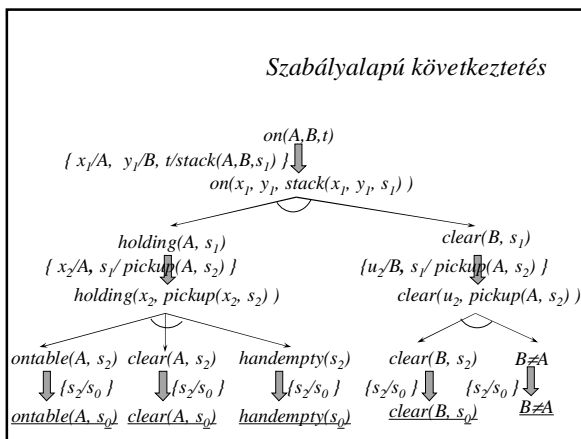 Szabályalapú következtetés
on(A,B,t)
{ x₁/A, y₁/B, t/stack(A,B,s₁) }
on(x₁, y₁, stack(x₁, y₁, s₁) )
holding(A, s₁) clear(B, s₁)
{ x₂/A, s₁/ pickup(A, s₂) } {u₂/B, s₁/ pickup(A, s₂) }
holding(x₂, pickup(x₂, s₂) ) clear(u₂, pickup(A, s₂) )
ontable(A, s₂) clear(A, s₂) handempty(s₂) clear(B, s₂) B≠A
{s₂/s₀ } {s₂/s₀ } {s₂/s₀ } {s₂/s₀ } {s₂/s₀ }
ontable(A, s₀) clear(A, s₀) handempty(s₀) clear(B, s₀) B≠A